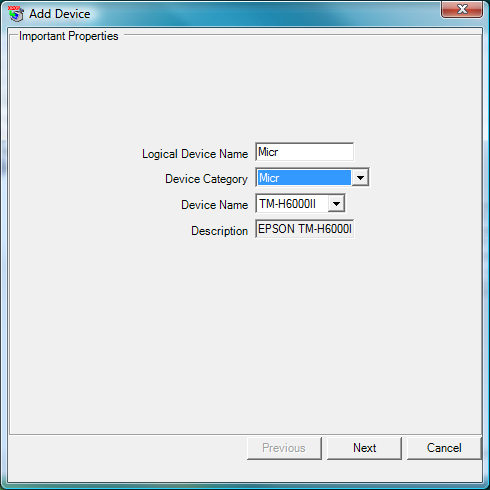 Add Device
Important Properties
Logical Device Name Micr
Device Category Micr
Device Name TM-H6000II
Description EPSON TM-H6000I
Previous Next Cancel